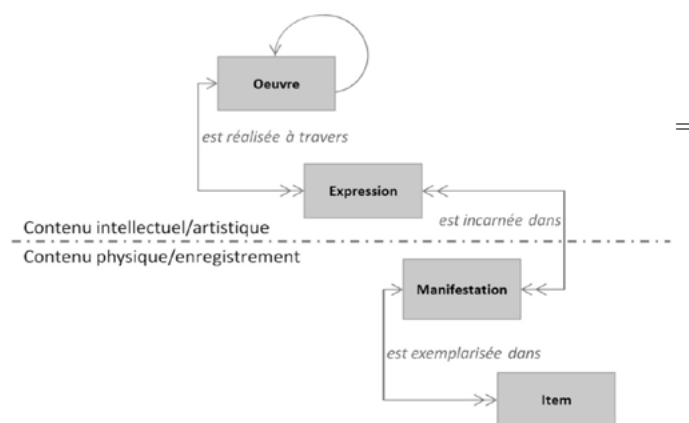 Oeuvre
est réalisée à travers
Expression
Contenu intellectuel/artistique
est incarnée dans
Contenu physique/enregistrement
Manifestation
est exemplarisée dans
Item
=